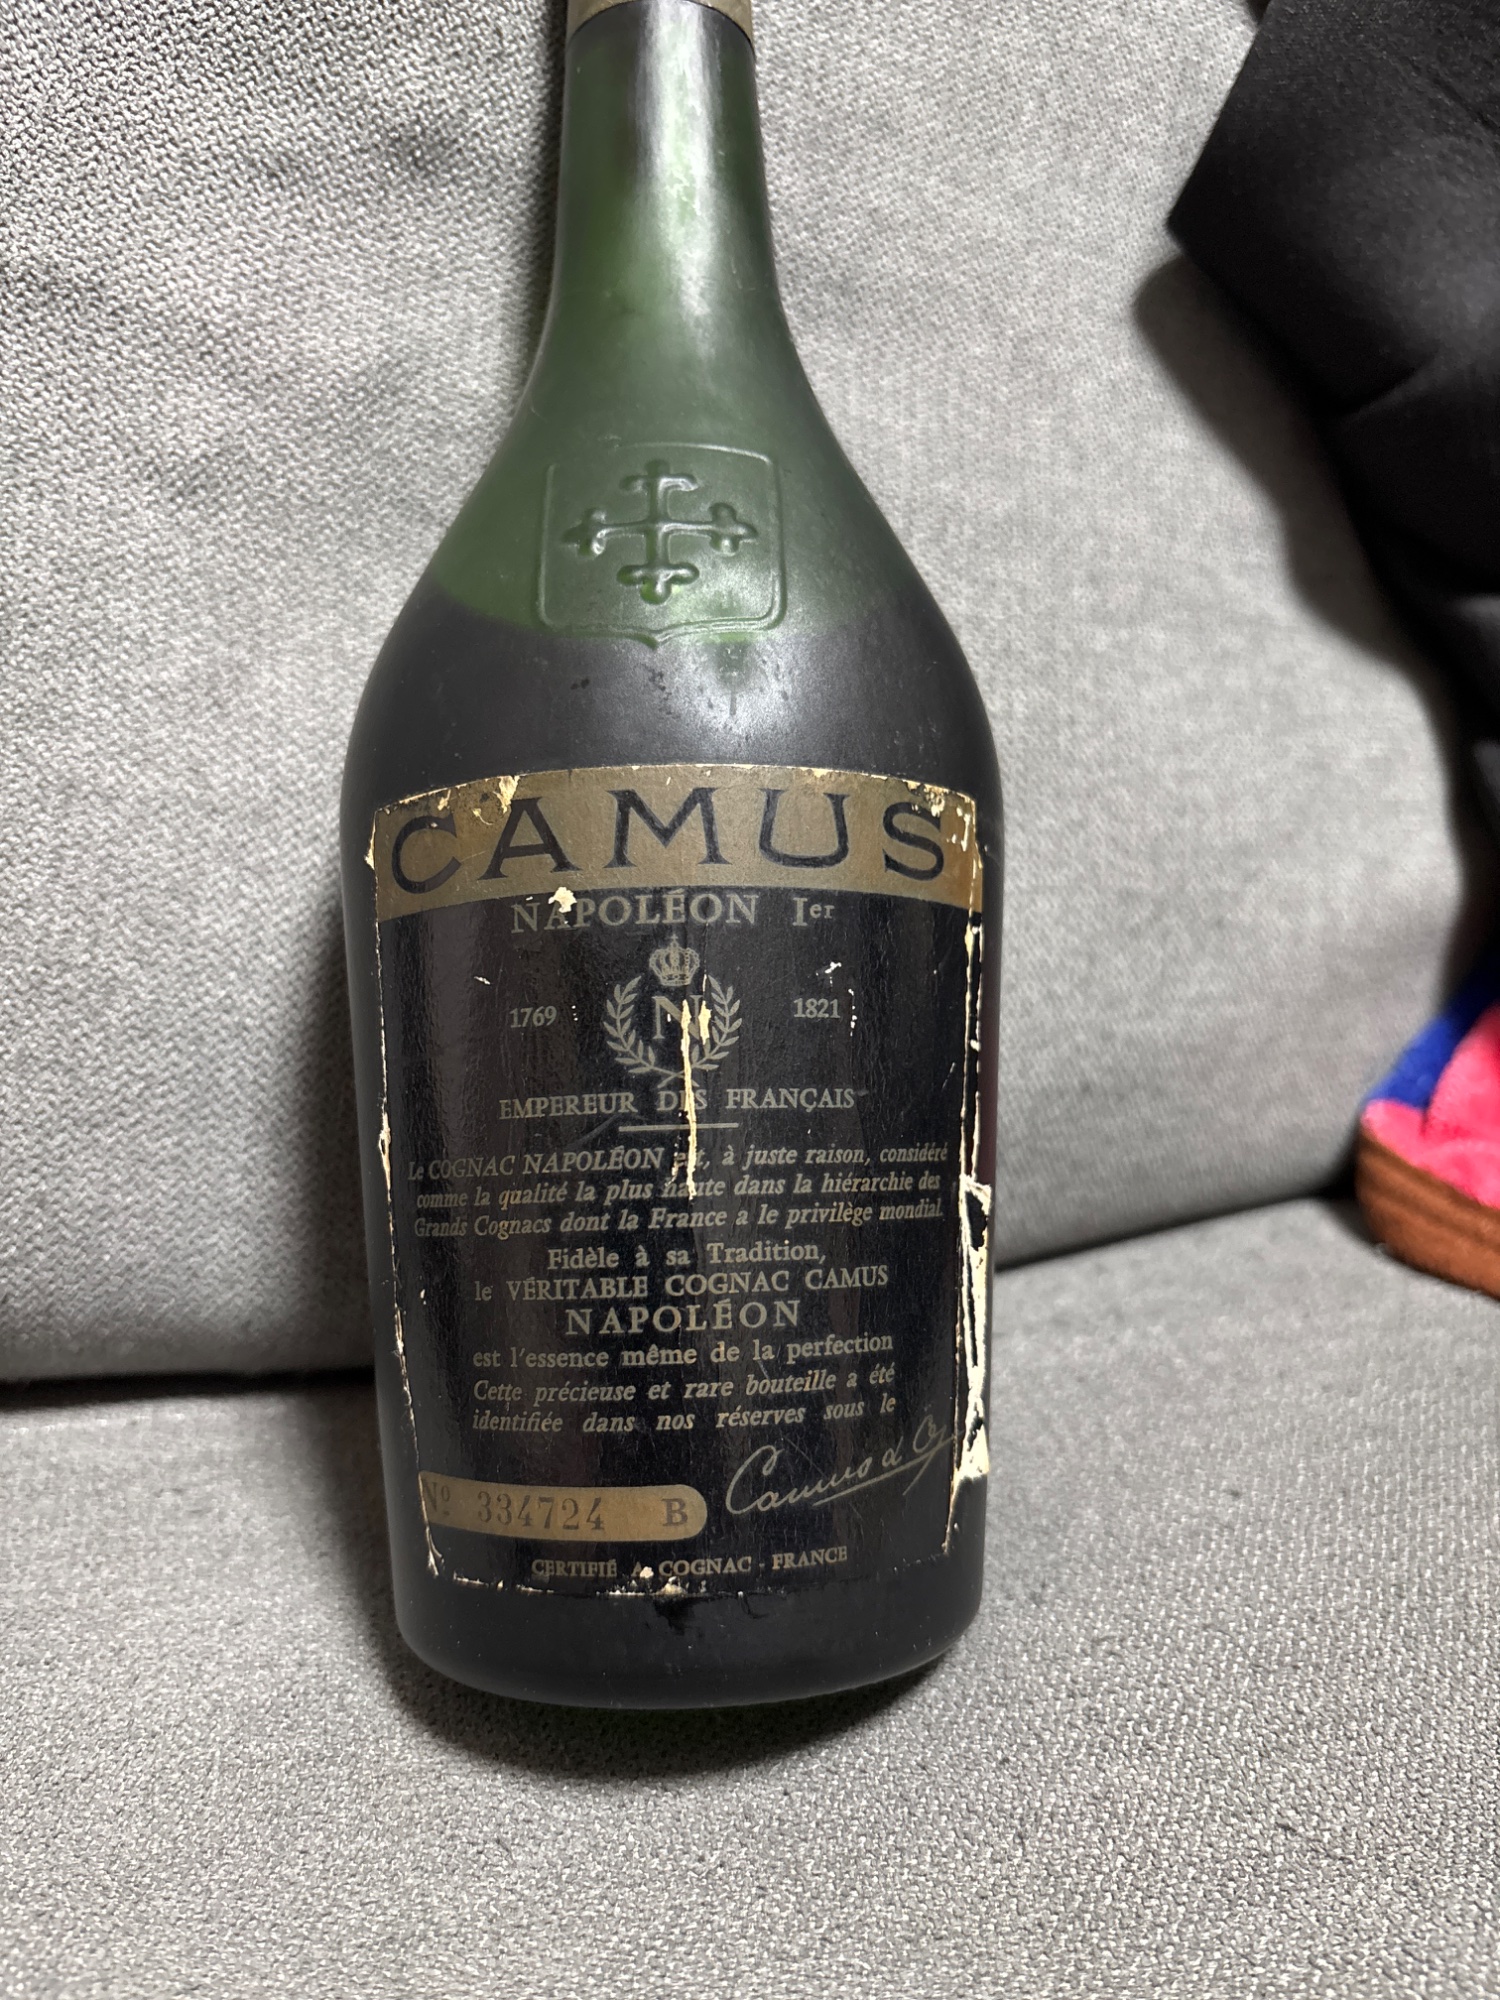 CAMUS
NAPOLÉON Ier
N
1769 1821
EMPEREUR DES FRANÇAIS
Le COGNAC NAPOLÉON est, à juste raison, considéré
comme la qualité la plus haute dans la hiérarchie des
Grands Cognacs dont la France a le privilège mondial.
Fidèle à sa Tradition,
le VÉRITABLE COGNAC CAMUS
NAPOLÉON
est l'essence même de la perfection
Cette précieuse et rare bouteille a été
identifiée dans nos réserves sous le
Camus &
Nº 334724 B
CERTIFIÉ A COGNAC - FRANCE